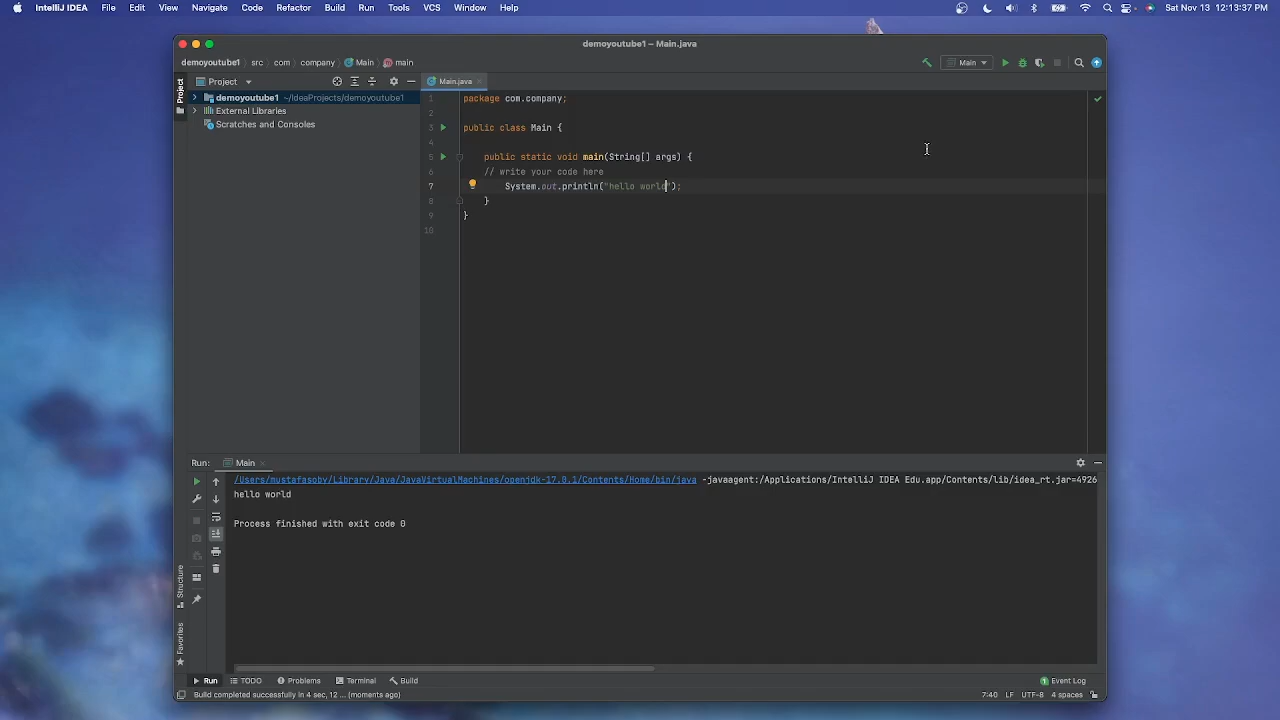 IntelliJ IDEA File Edit View Navigate Code Refactor Build Run Tools VCS Window Help Sat Nov 13 12:13:37 PM
demoyoutube1 – Main.java
demoyoutube1 src com company Main main Main
Project Project Main.java
demoyoutube1 ~/IdeaProjects/demoyoutube1
External Libraries
Scratches and Consoles
1 package com.company;
2
3 public class Main {
4
5 public static void main(String[] args) {
6 // write your code here
7 System.out.println("hello world");
8 }
9 }
10
Run: Main
/Users/mustafasoby/Library/Java/JavaVirtualMachines/openjdk-17.0.1/Contents/Home/bin/java -javaagent:/Applications/IntelliJ IDEA Edu.app/Contents/lib/idea_rt.jar=4926
hello world
Process finished with exit code 0
Structure
Favorites
Run TODO Problems Terminal Build 1 Event Log
Build completed successfully in 4 sec, 12 ... (moments ago) 7:40 LF UTF-8 4 spaces